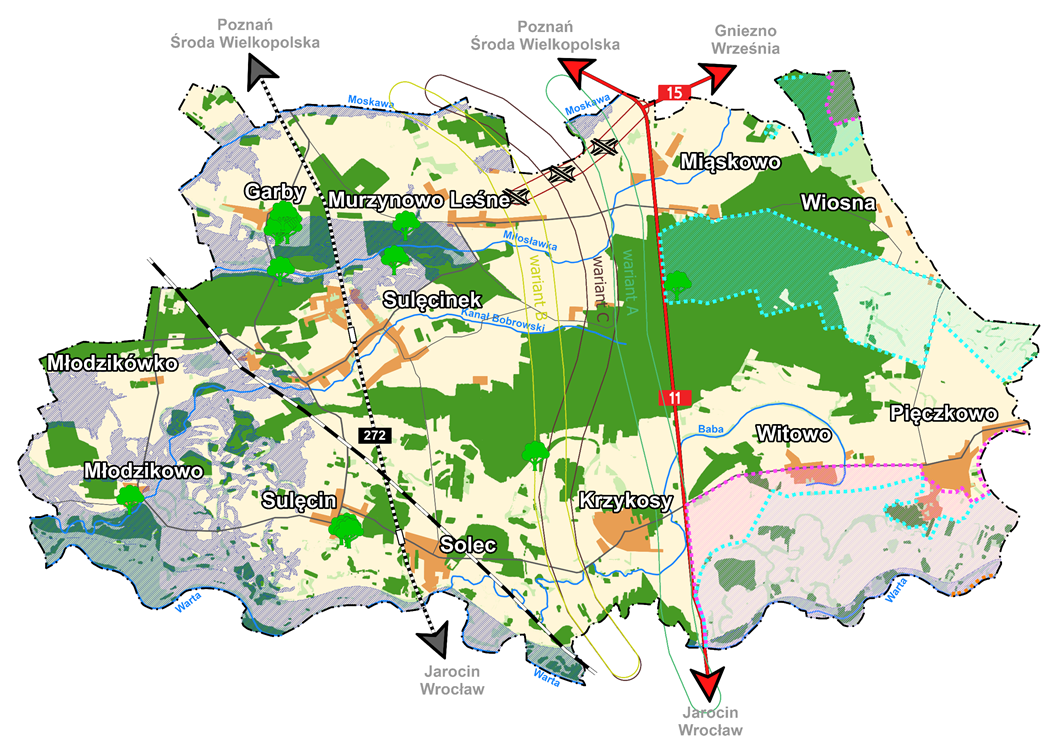 Poznań
Środa Wielkopolska
Poznań
Środa Wielkopolska
Gniezno
Września
15
Moskawa
Moskawa
Miąskowo
Garby
Murzynowo Leśne
Wiosna
Miłosławka
wariant B
wariant C
wariant A
Sulęcinek
Kanał Bobrowski
Młodzikówko
11
272
Baba
Witowo
Pięczkowo
Młodzikowo
Sulęcin
Krzykosy
Solec
Warta
Warta
Warta
Jarocin
Wrocław
Jarocin
Wrocław